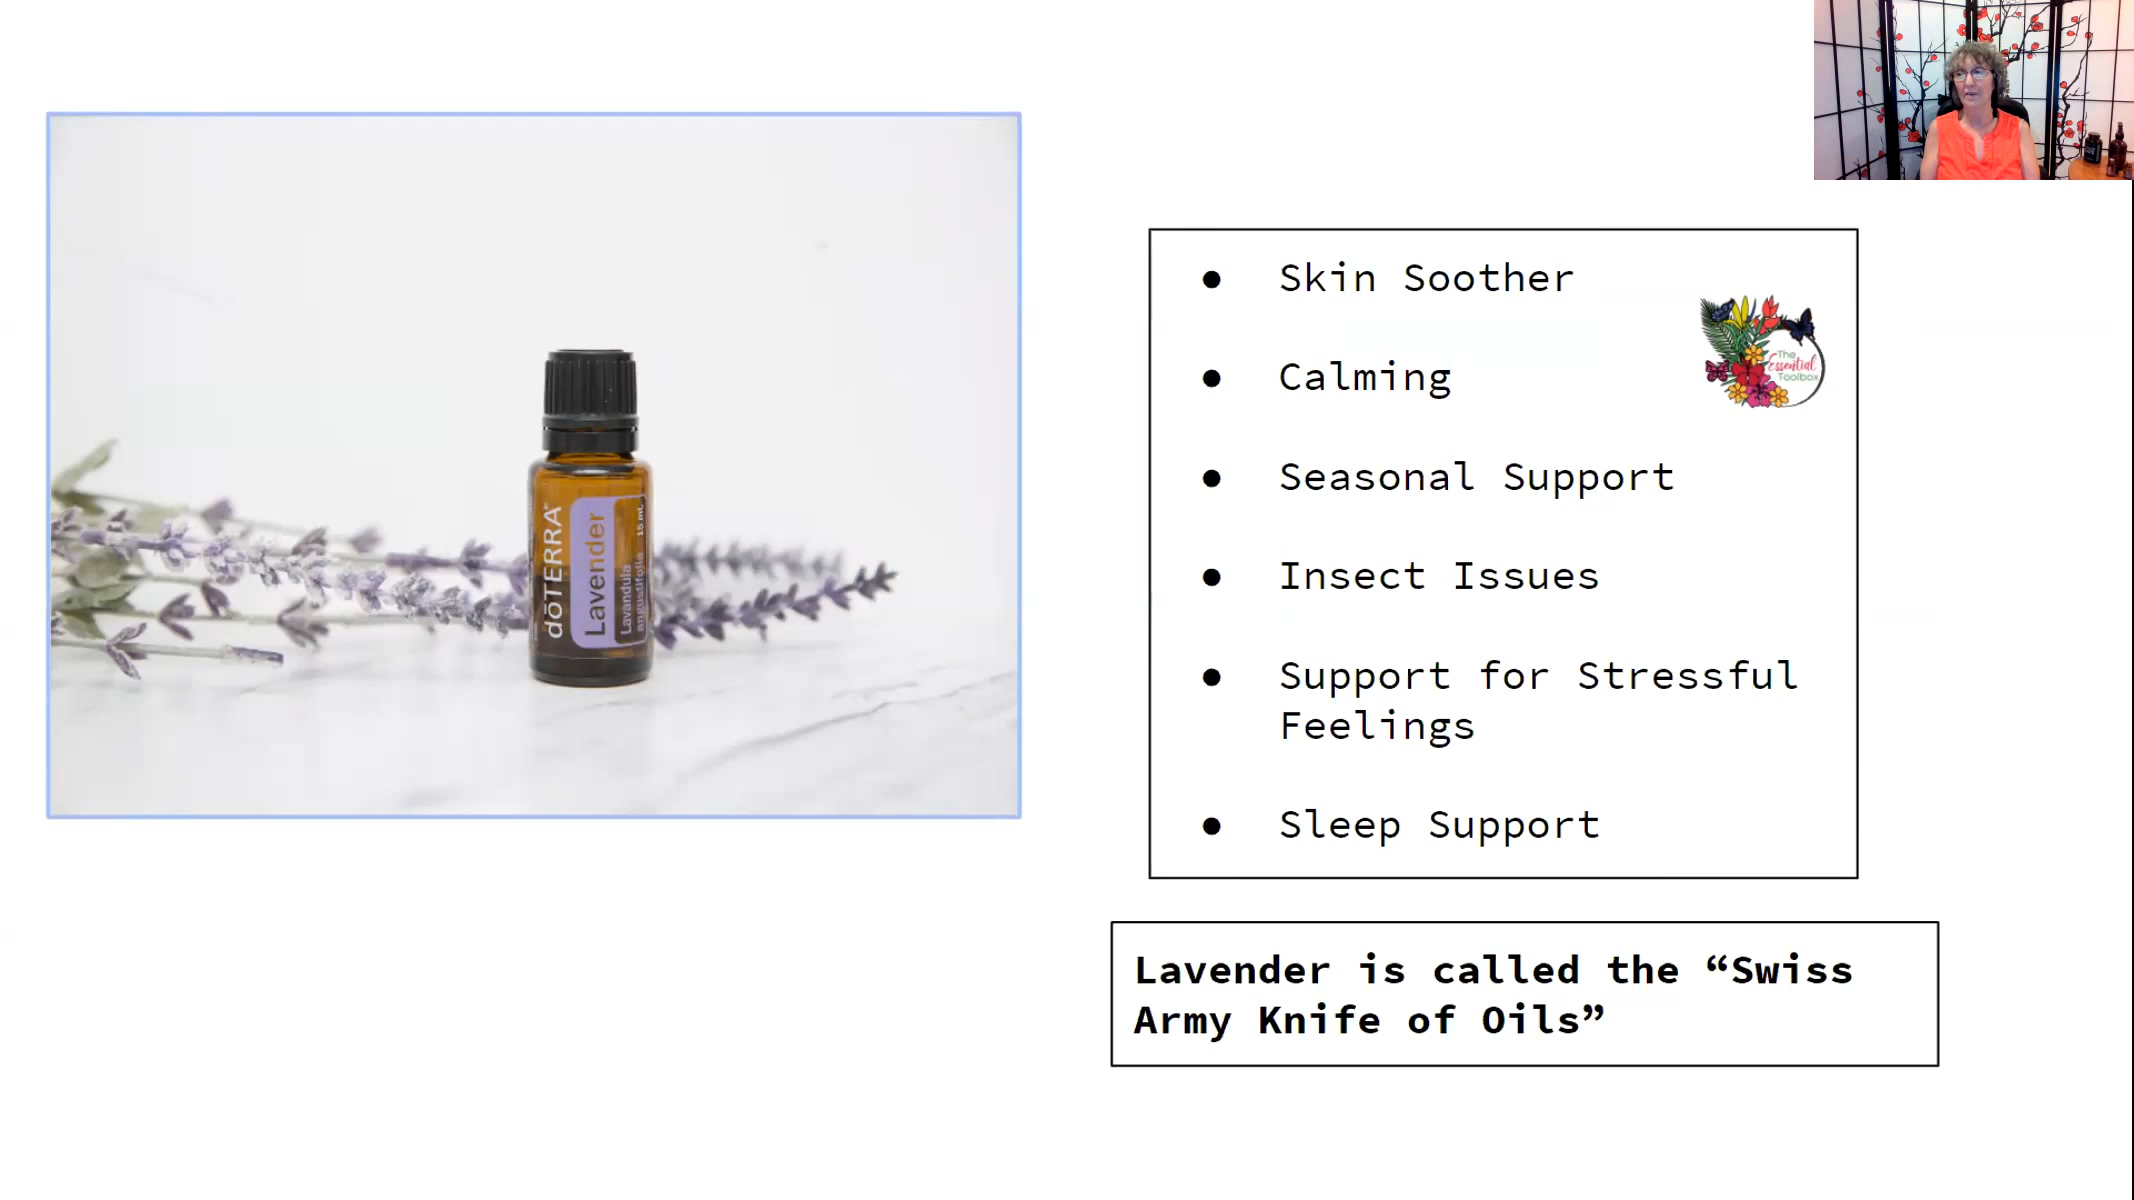 dōTERRA
Lavender
Lavandula
angustifolia 15 mL
Skin Soother
The
Essential
Toolbox
Calming
Seasonal Support
Insect Issues
Support for Stressful
Feelings
Sleep Support
Lavender is called the “Swiss
Army Knife of Oils”